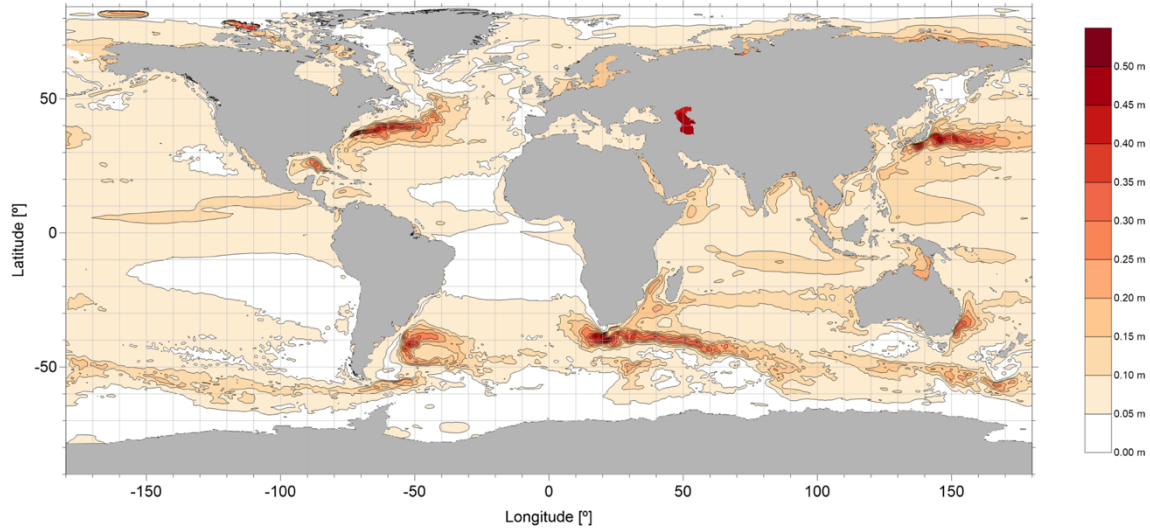 50
0
-50
Latitude [º]
-150
-100
-50
0
50
100
150
Longitude [º]
0.50 m
0.45 m
0.40 m
0.35 m
0.30 m
0.25 m
0.20 m
0.15 m
0.10 m
0.05 m
0.00 m